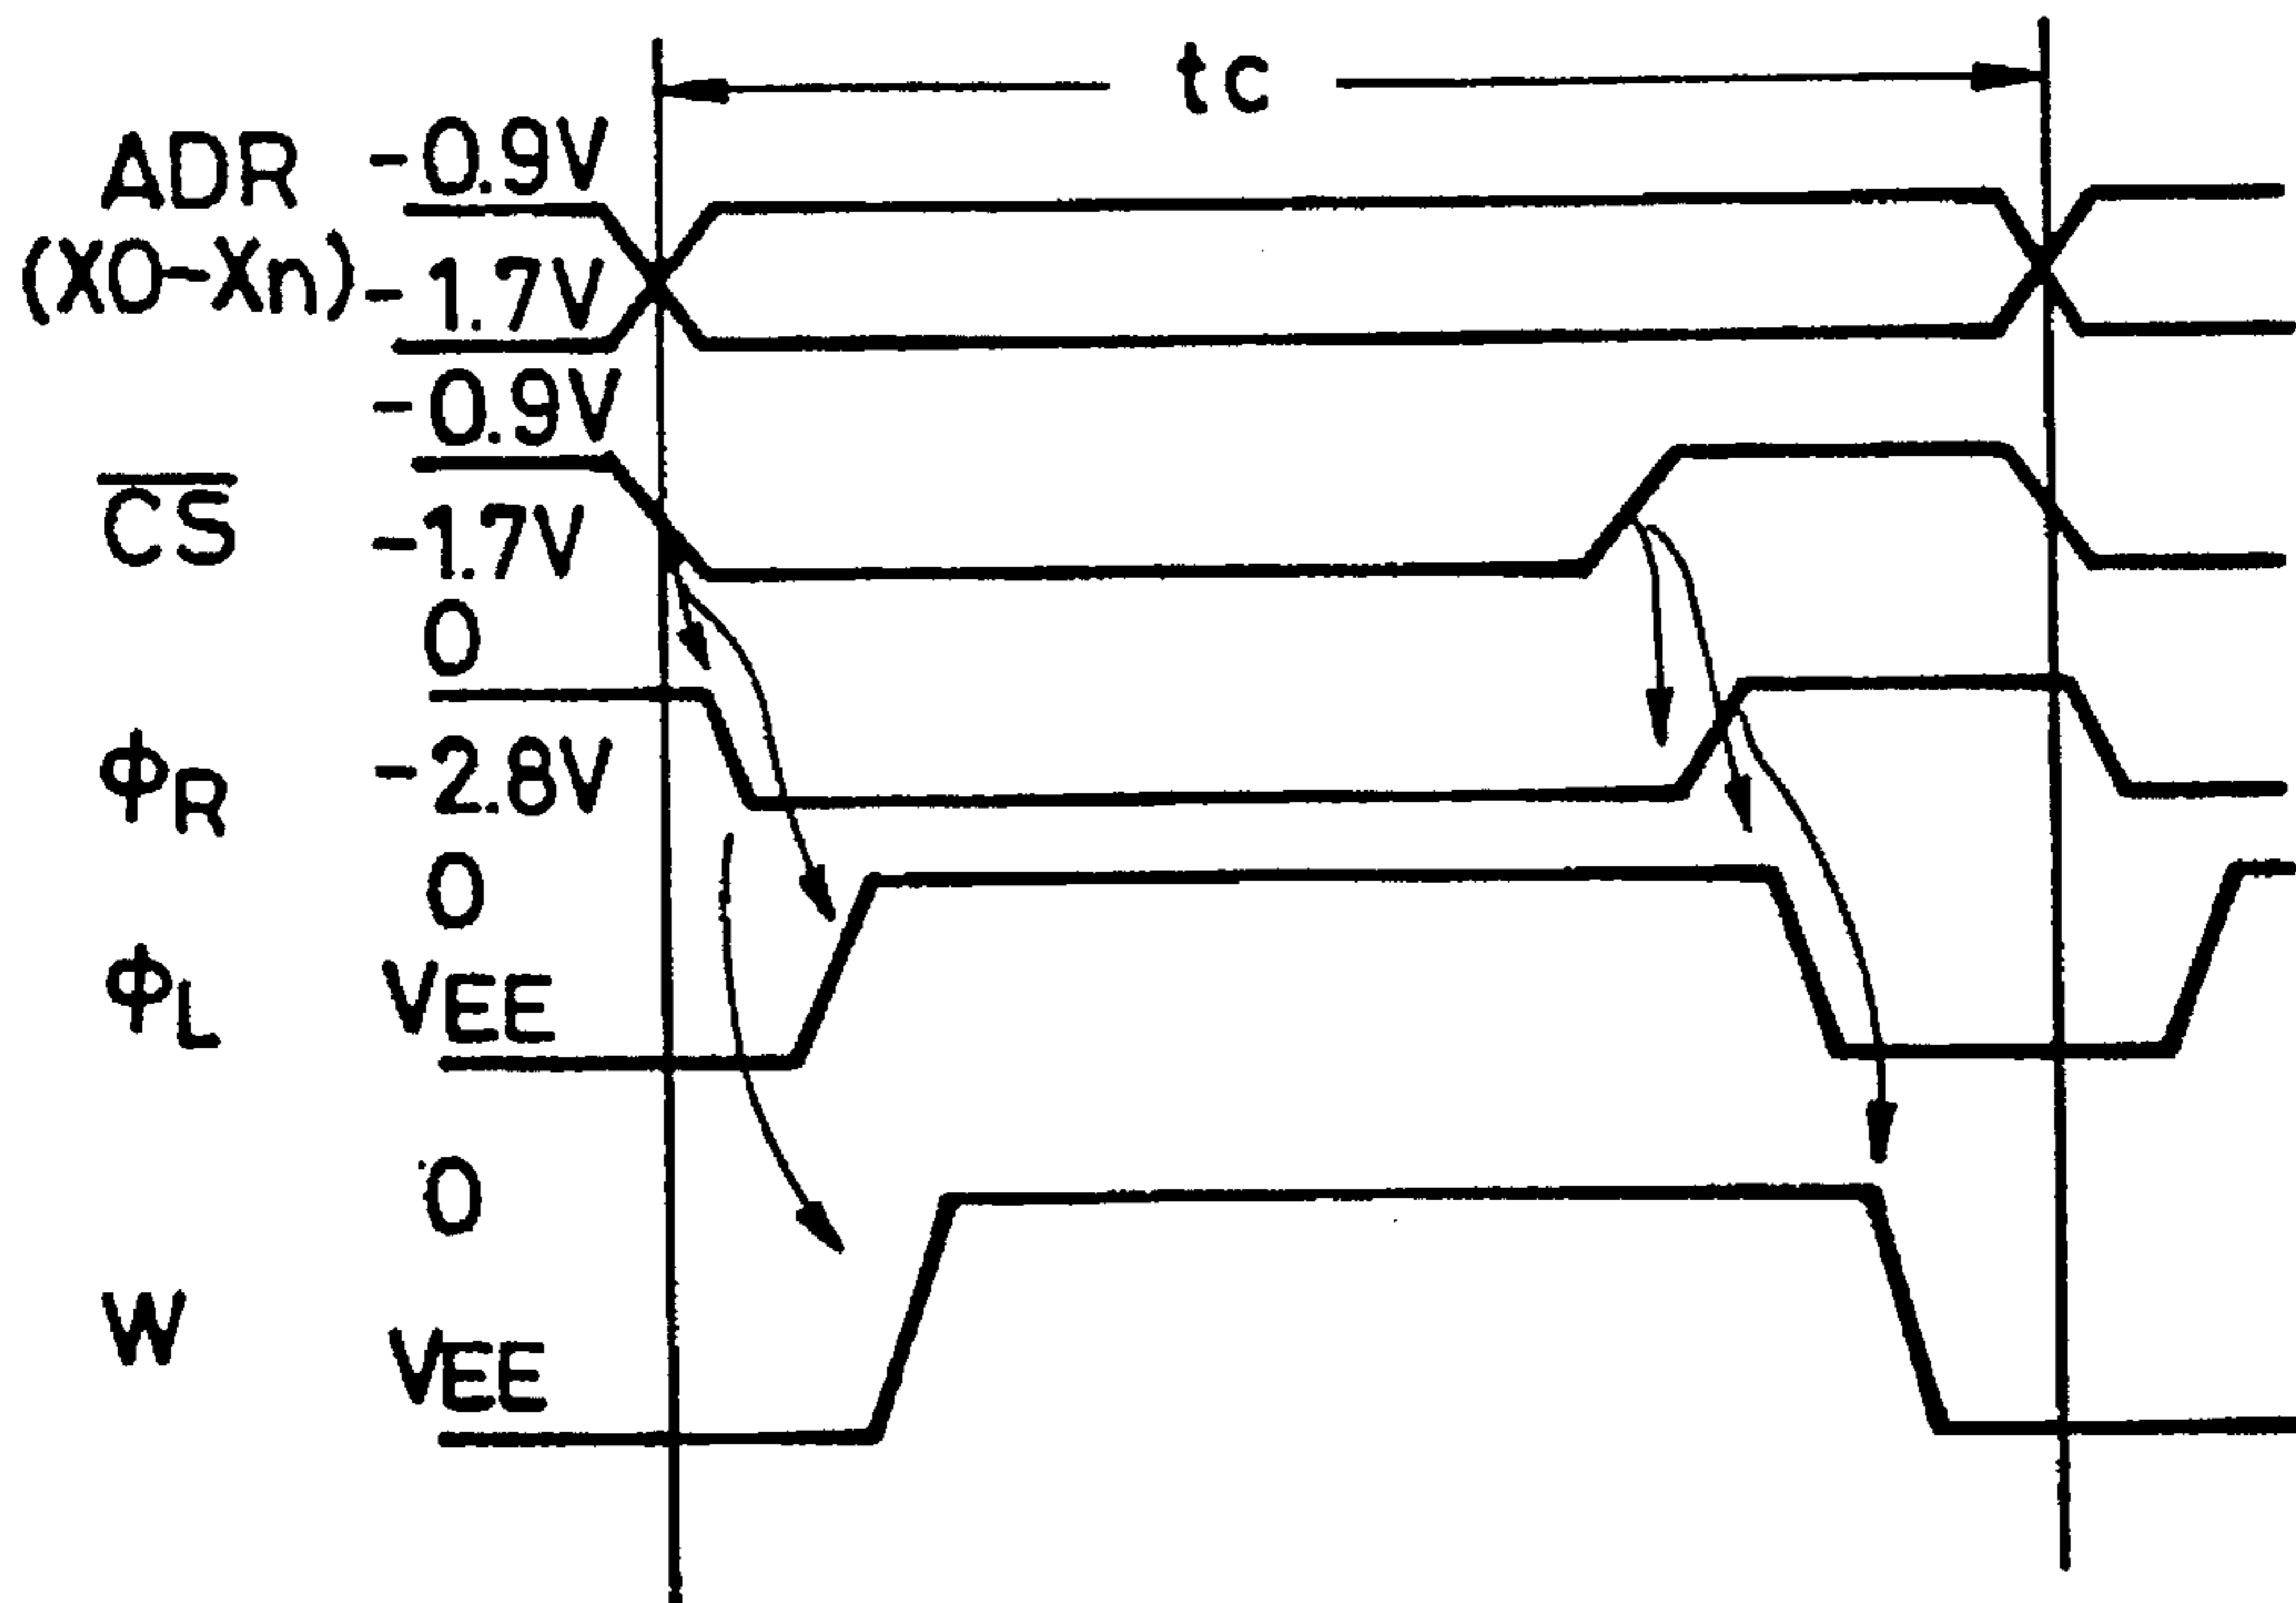 tc
ADR -0.9V
(X0-Xn) -1.7V
-0.9V
C̅S̅
-1.7V
0
ϕR -2.8V
0
ϕL VEE
0
W
VEE